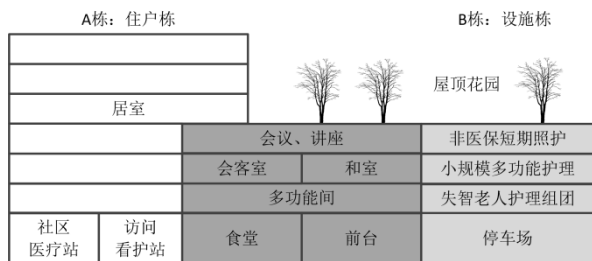 A栋：住户栋
B栋：设施栋
屋顶花园
居室
会议、讲座
非医保短期照护
会客室
和室
小规模多功能护理
多功能间
失智老人护理组团
社区
医疗站
访问
看护站
食堂
前台
停车场